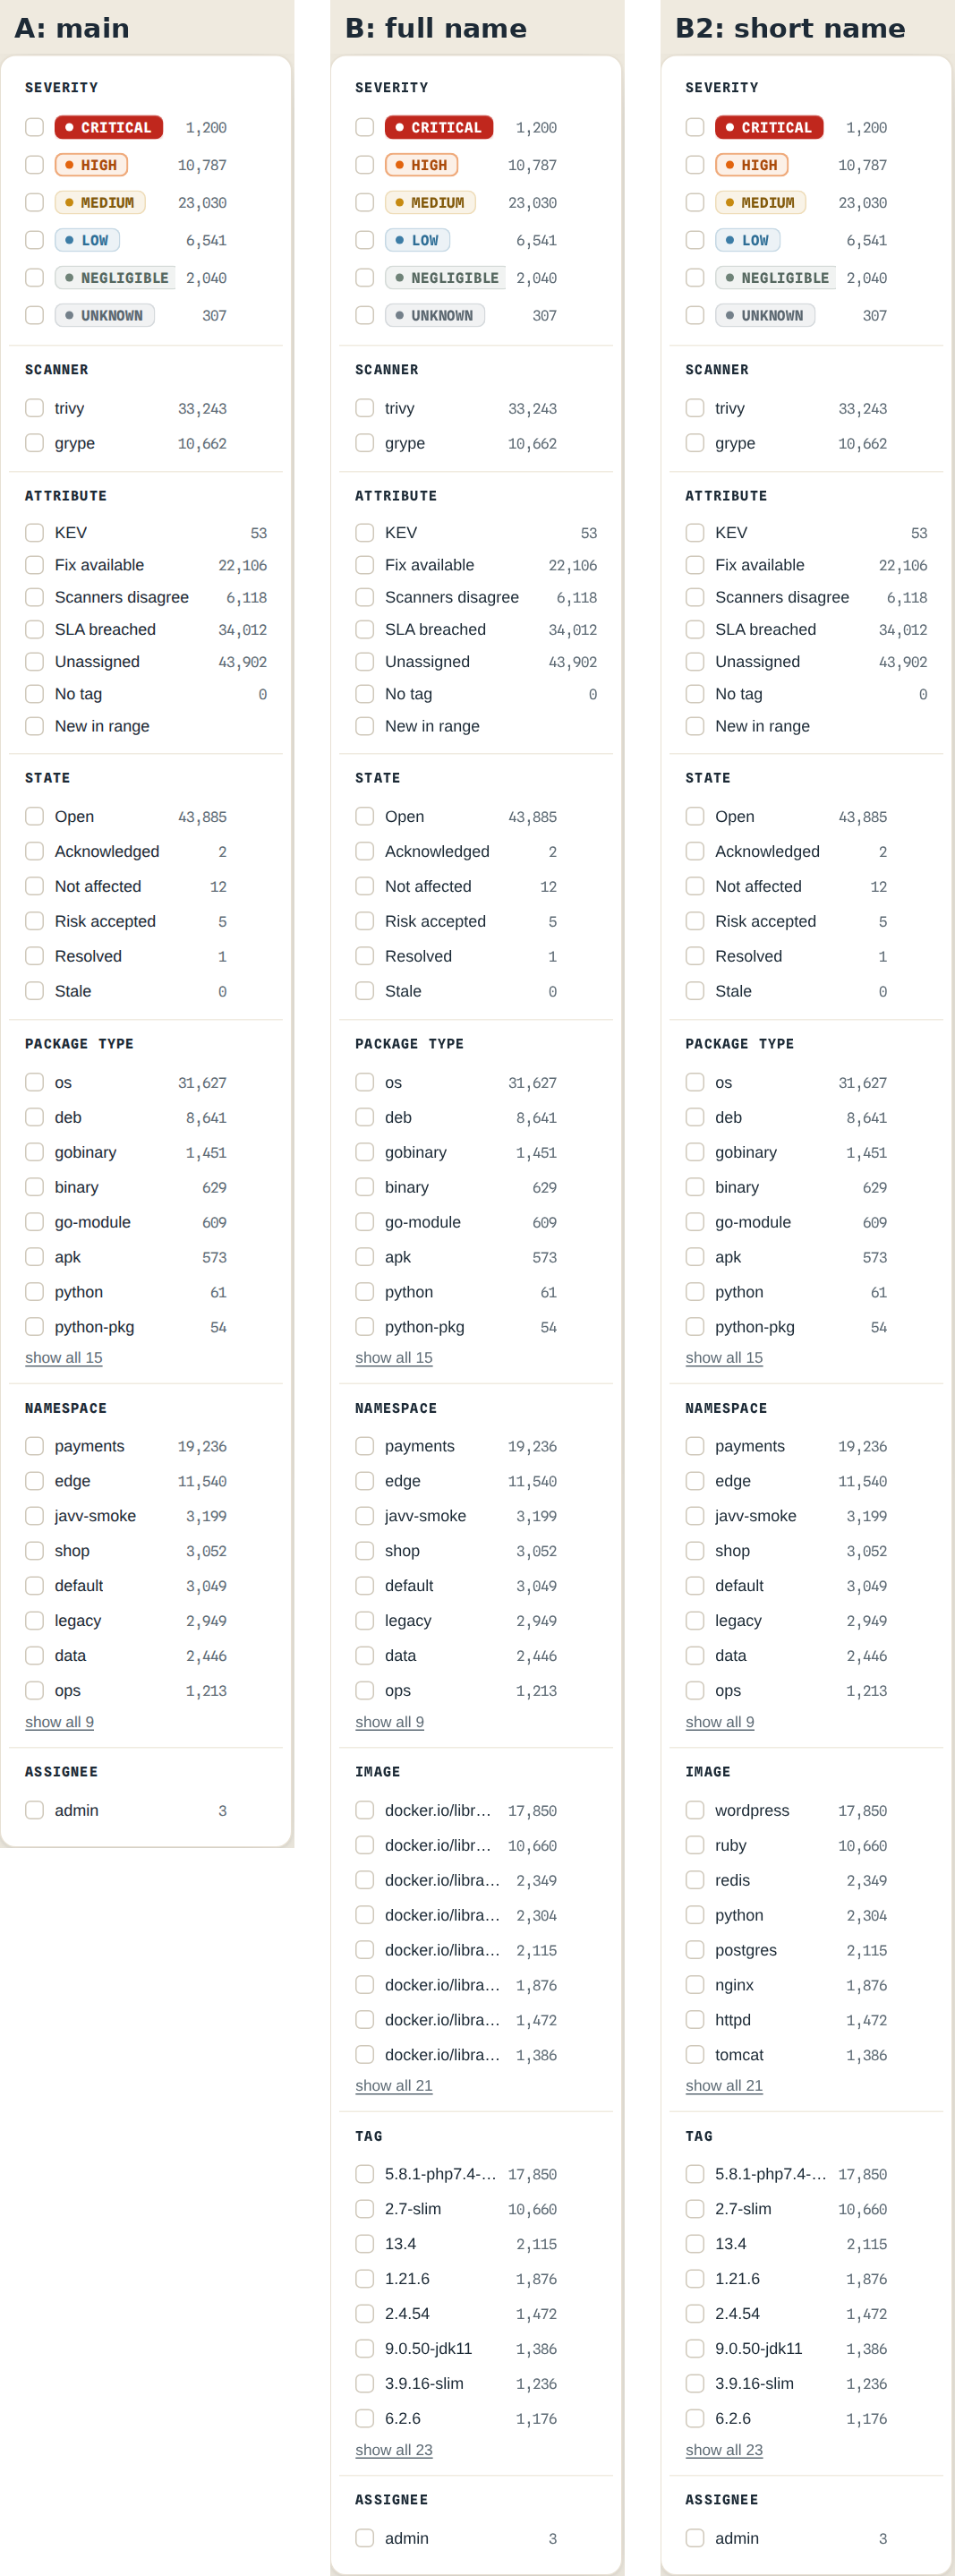 A: main
SEVERITY
CRITICAL 1,200
HIGH 10,787
MEDIUM 23,030
LOW 6,541
NEGLIGIBLE 2,040
UNKNOWN 307
SCANNER
trivy 33,243
grype 10,662
ATTRIBUTE
KEV 53
Fix available 22,106
Scanners disagree 6,118
SLA breached 34,012
Unassigned 43,902
No tag 0
New in range
STATE
Open 43,885
Acknowledged 2
Not affected 12
Risk accepted 5
Resolved 1
Stale 0
PACKAGE TYPE
os 31,627
deb 8,641
gobinary 1,451
binary 629
go-module 609
apk 573
python 61
python-pkg 54
show all 15
NAMESPACE
payments 19,236
edge 11,540
javv-smoke 3,199
shop 3,052
default 3,049
legacy 2,949
data 2,446
ops 1,213
show all 9
ASSIGNEE
admin 3
B: full name
SEVERITY
CRITICAL 1,200
HIGH 10,787
MEDIUM 23,030
LOW 6,541
NEGLIGIBLE 2,040
UNKNOWN 307
SCANNER
trivy 33,243
grype 10,662
ATTRIBUTE
KEV 53
Fix available 22,106
Scanners disagree 6,118
SLA breached 34,012
Unassigned 43,902
No tag 0
New in range
STATE
Open 43,885
Acknowledged 2
Not affected 12
Risk accepted 5
Resolved 1
Stale 0
PACKAGE TYPE
os 31,627
deb 8,641
gobinary 1,451
binary 629
go-module 609
apk 573
python 61
python-pkg 54
show all 15
NAMESPACE
payments 19,236
edge 11,540
javv-smoke 3,199
shop 3,052
default 3,049
legacy 2,949
data 2,446
ops 1,213
show all 9
IMAGE
docker.io/libr... 17,850
docker.io/libr... 10,660
docker.io/libra... 2,349
docker.io/libra... 2,304
docker.io/libra... 2,115
docker.io/libra... 1,876
docker.io/libra... 1,472
docker.io/libra... 1,386
show all 21
TAG
5.8.1-php7.4-... 17,850
2.7-slim 10,660
13.4 2,115
1.21.6 1,876
2.4.54 1,472
9.0.50-jdk11 1,386
3.9.16-slim 1,236
6.2.6 1,176
show all 23
ASSIGNEE
admin 3
B2: short name
SEVERITY
CRITICAL 1,200
HIGH 10,787
MEDIUM 23,030
LOW 6,541
NEGLIGIBLE 2,040
UNKNOWN 307
SCANNER
trivy 33,243
grype 10,662
ATTRIBUTE
KEV 53
Fix available 22,106
Scanners disagree 6,118
SLA breached 34,012
Unassigned 43,902
No tag 0
New in range
STATE
Open 43,885
Acknowledged 2
Not affected 12
Risk accepted 5
Resolved 1
Stale 0
PACKAGE TYPE
os 31,627
deb 8,641
gobinary 1,451
binary 629
go-module 609
apk 573
python 61
python-pkg 54
show all 15
NAMESPACE
payments 19,236
edge 11,540
javv-smoke 3,199
shop 3,052
default 3,049
legacy 2,949
data 2,446
ops 1,213
show all 9
IMAGE
wordpress 17,850
ruby 10,660
redis 2,349
python 2,304
postgres 2,115
nginx 1,876
httpd 1,472
tomcat 1,386
show all 21
TAG
5.8.1-php7.4-... 17,850
2.7-slim 10,660
13.4 2,115
1.21.6 1,876
2.4.54 1,472
9.0.50-jdk11 1,386
3.9.16-slim 1,236
6.2.6 1,176
show all 23
ASSIGNEE
admin 3